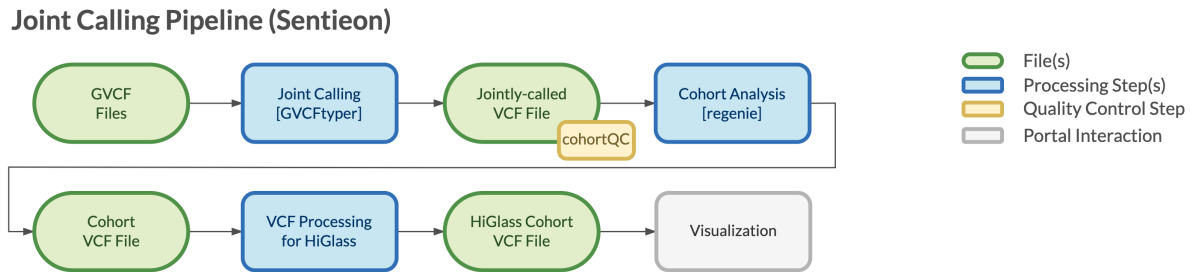 Joint Calling Pipeline (Sentieon)
GVCF
Files
Joint Calling
[GVCFtyper]
Jointly-called
VCF File
cohortQC
Cohort Analysis
[regenie]
File(s)
Processing Step(s)
Quality Control Step
Portal Interaction
Cohort
VCF File
VCF Processing
for HiGlass
HiGlass Cohort
VCF File
Visualization